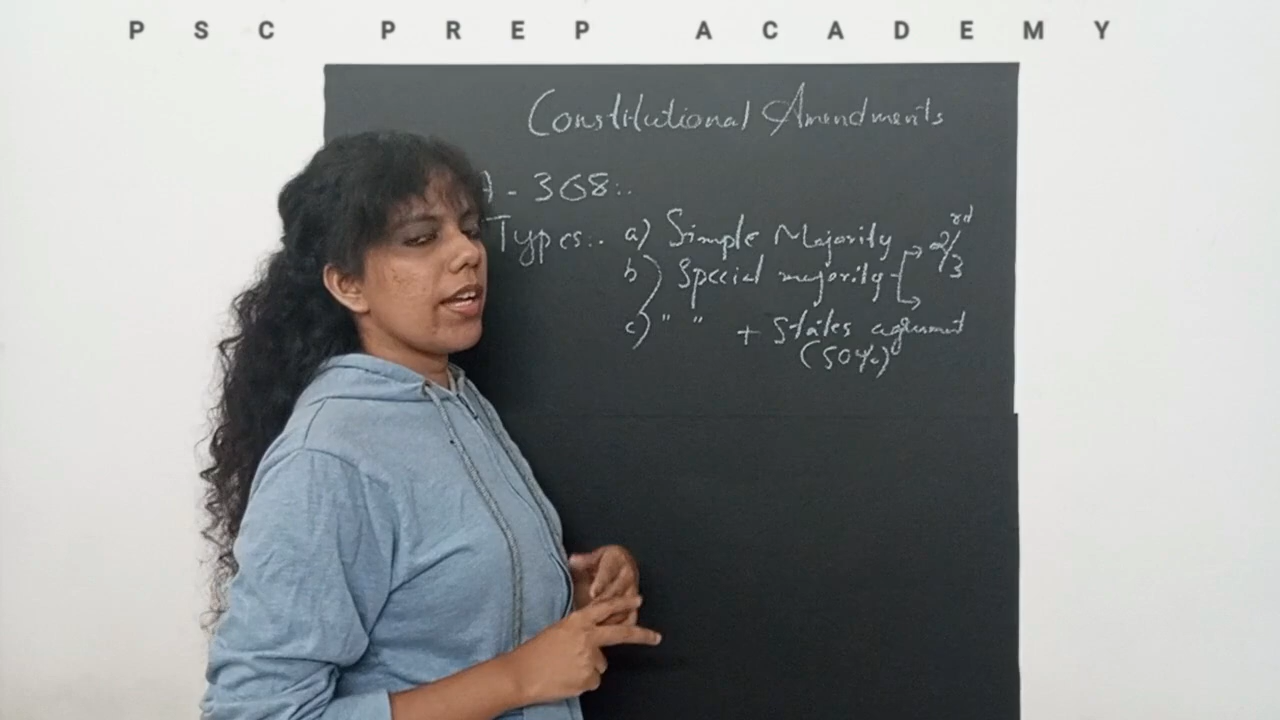 PSC PREP ACADEMY
Constitutional Amendments
A - 368:.
Types:. a) Simple Majority
b) Special majority → 2/3rd
→
c) " " + States agreement
(50%)